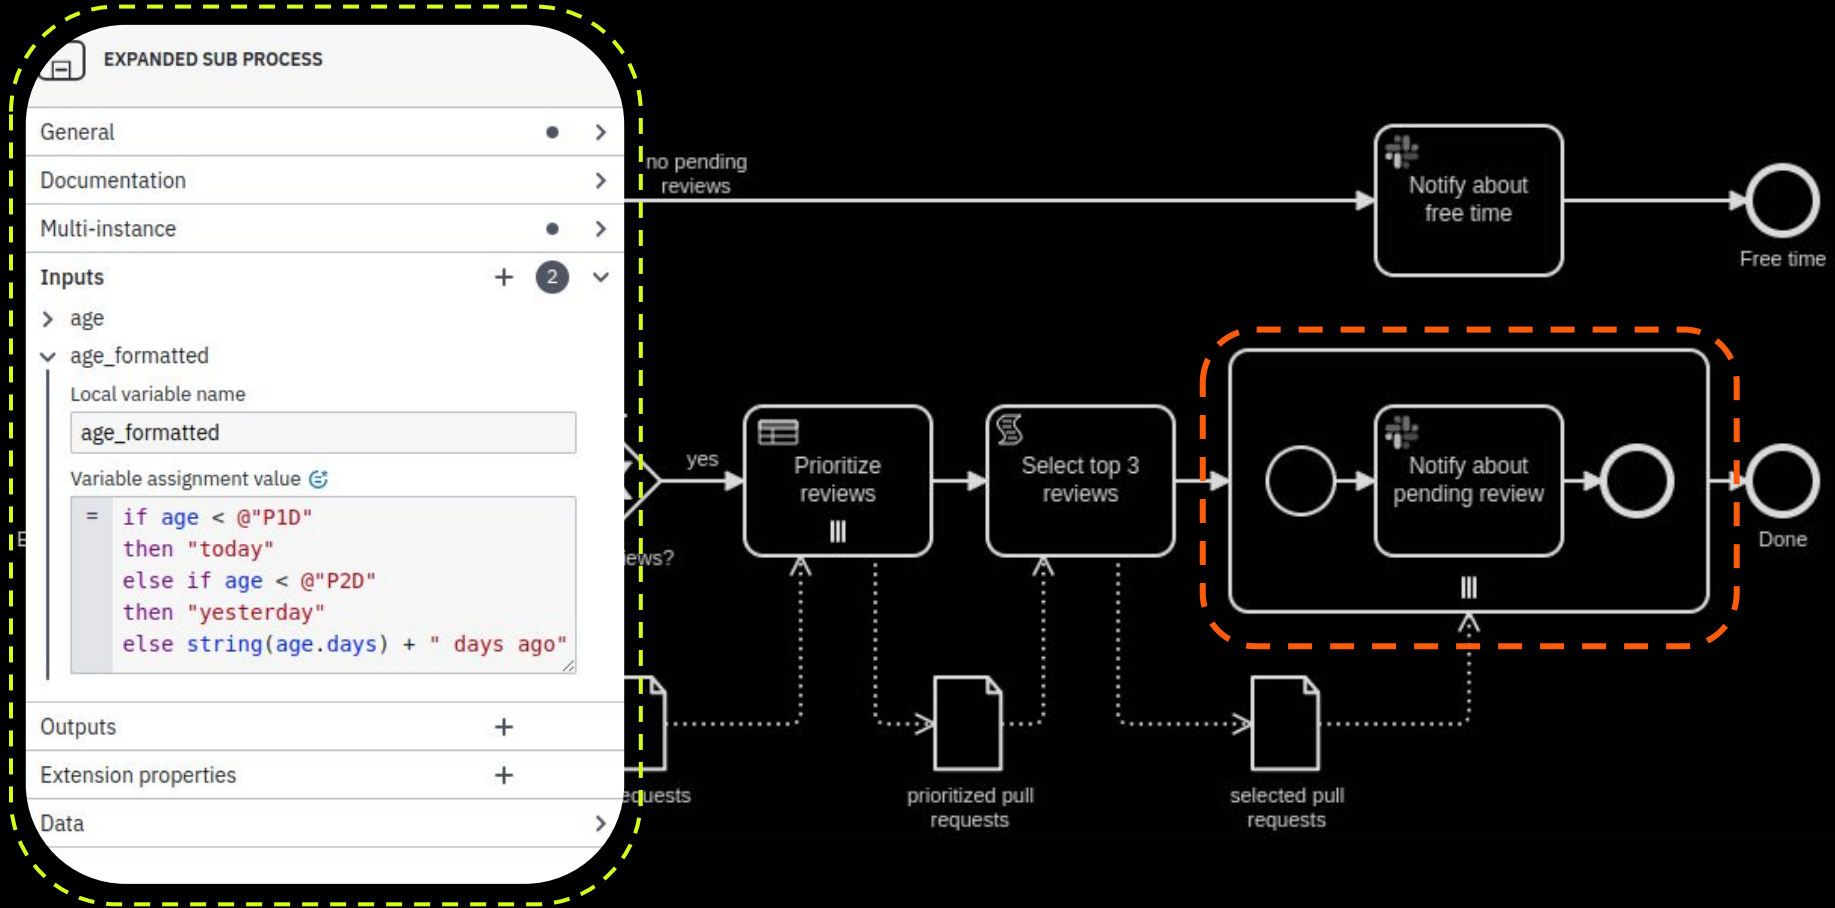 EXPANDED SUB PROCESS
General
Documentation
Multi-instance
Inputs
2
age
age_formatted
Local variable name
age_formatted
Variable assignment value
= if age < @"P1D"
then "today"
else if age < @"P2D"
then "yesterday"
else string(age.days) + " days ago"
Outputs
Extension properties
Data
no pending
reviews
Notify about
free time
Free time
yes
Prioritize
reviews
Select top 3
reviews
Notify about
pending review
Done
prioritized pull
requests
selected pull
requests